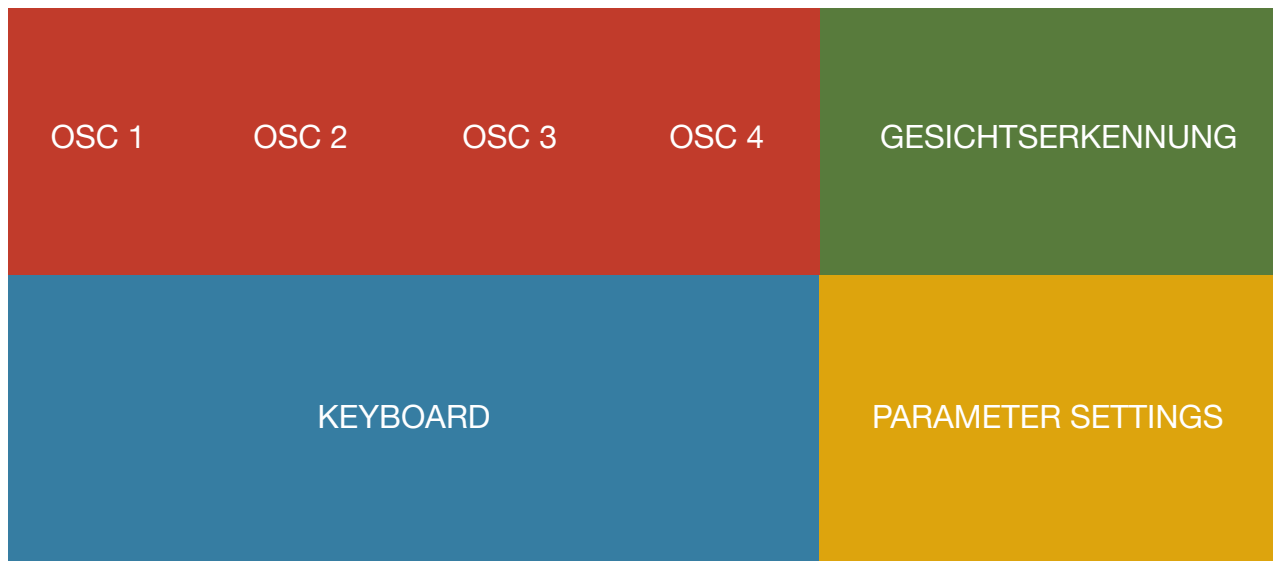 OSC 1
OSC 2
OSC 3
OSC 4
GESICHTSERKENNUNG
KEYBOARD
PARAMETER SETTINGS